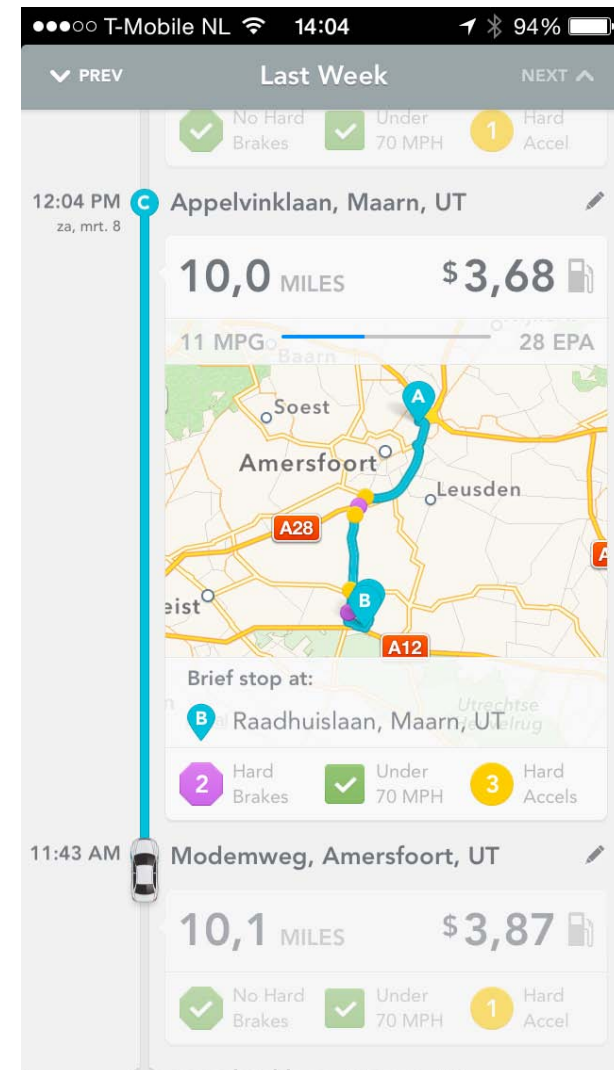 T-Mobile NL 14:04 94%
PREV Last Week NEXT
No Hard Brakes
Under 70 MPH
1 Hard Accel
12:04 PM C Appelvinklaan, Maarn, UT
za, mrt. 8
10,0 MILES $3,68
11 MPG 28 EPA
Baarn
A
Soest
Amersfoort
Leusden
A28
B
eist
A12
Brief stop at:
Utrechtse
B Raadhuislaan, Maarn, UT
2 Hard Brakes
Under 70 MPH
3 Hard Accels
11:43 AM Modemweg, Amersfoort, UT
10,1 MILES $3,87
No Hard Brakes
Under 70 MPH
1 Hard Accel